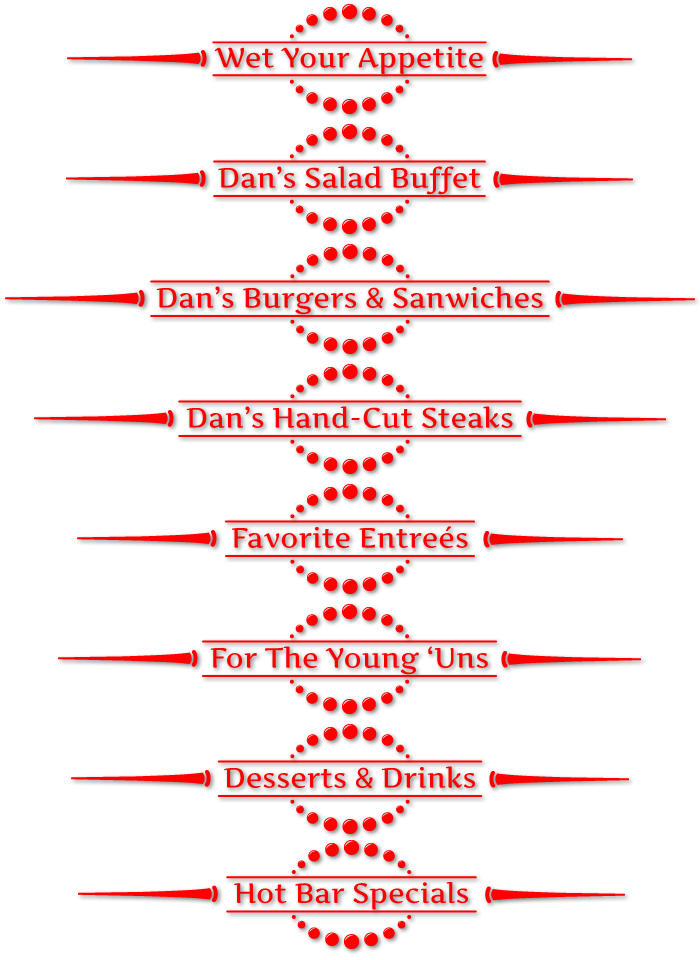 Wet Your Appetite
Dan's Salad Buffet
Dan's Burgers & Sanwiches
Dan's Hand-Cut Steaks
Favorite Entreés
For The Young ‘Uns
Desserts & Drinks
Hot Bar Specials